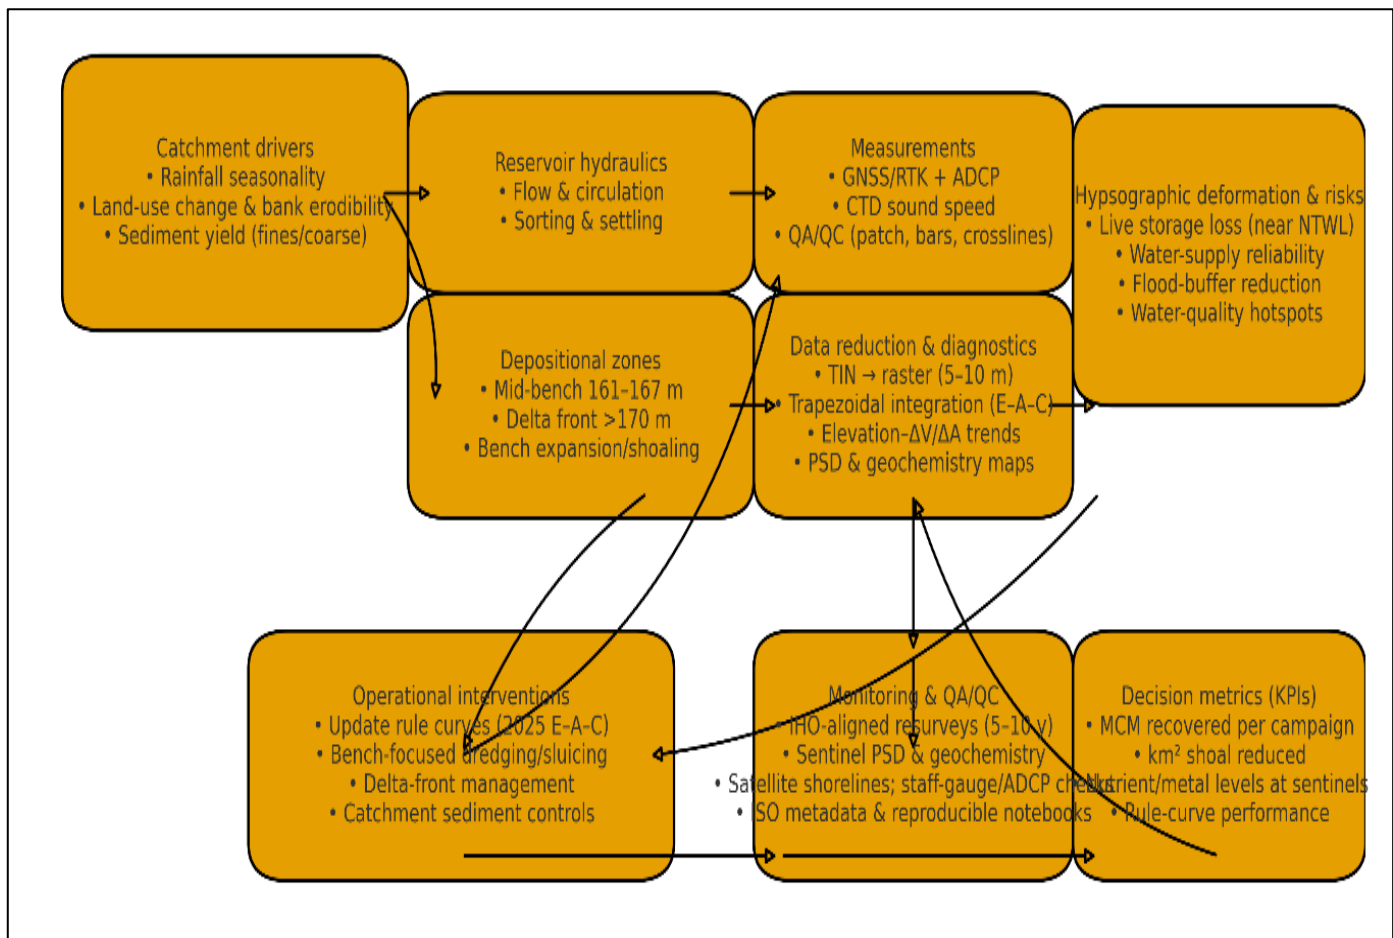 Catchment drivers
• Rainfall seasonality
• Land-use change & bank erodibility
• Sediment yield (fines/coarse)
Reservoir hydraulics
• Flow & circulation
• Sorting & settling
Measurements
• GNSS/RTK + ADCP
• CTD sound speed
• QA/QC (patch, bars, crosslines)
Hypsographic deformation & risks
• Live storage loss (near NTWL)
• Water-supply reliability
• Flood-buffer reduction
• Water-quality hotspots
Depositional zones
• Mid-bench 161–167 m
• Delta front >170 m
• Bench expansion/shoaling
Data reduction & diagnostics
• TIN → raster (5–10 m)
• Trapezoidal integration (E–A–C)
• Elevation–ΔV/ΔA trends
• PSD & geochemistry maps
Operational interventions
• Update rule curves (2025 E–A–C)
• Bench-focused dredging/sluicing
• Delta-front management
• Catchment sediment controls
Monitoring & QA/QC
• IHO-aligned resurveys (5–10 y)
• Sentinel PSD & geochemistry
• Satellite shorelines; staff-gauge/ADCP checks
• ISO metadata & reproducible notebooks
Decision metrics (KPIs)
• MCM recovered per campaign
• km² shoal reduced
• Nutrient/metal levels at sentinels
• Rule-curve performance